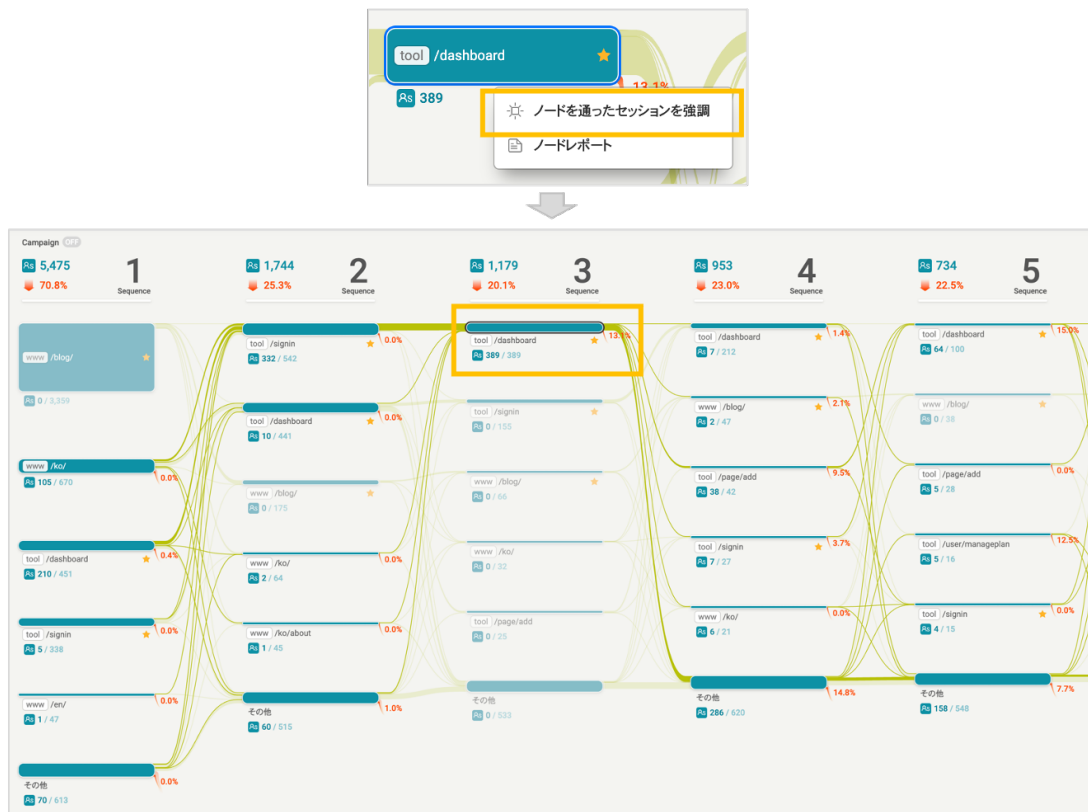 tool /dashboard
389
13.1%
ノードを通ったセッションを強調
ノードレポート
Campaign OFF
5,475
70.8%
1
Sequence
1,744
25.3%
2
Sequence
1,179
20.1%
3
Sequence
953
23.0%
4
Sequence
734
22.5%
5
Sequence
www /blog/
0 / 3,359
www /ko/
0.0%
105 / 670
tool /dashboard
0.4%
210 / 451
tool /signin
0.0%
5 / 338
www /en/
0.0%
1 / 47
その他
0.0%
70 / 613
tool /signin
0.0%
332 / 542
tool /dashboard
0.0%
10 / 441
www /blog/
0 / 175
www /ko/
0.0%
2 / 64
www /ko/about
0.0%
1 / 45
その他
1.0%
60 / 515
tool /dashboard
13.1%
389 / 389
tool /signin
0 / 155
www /blog/
0 / 66
www /ko/
0 / 32
tool /page/add
0 / 25
その他
0 / 533
tool /dashboard
1.4%
7 / 212
www /blog/
2.1%
2 / 47
tool /page/add
9.5%
38 / 42
tool /signin
3.7%
7 / 27
www /ko/
0.0%
6 / 21
その他
14.8%
286 / 620
tool /dashboard
15.0%
64 / 100
www /blog/
0 / 38
tool /page/add
0.0%
5 / 28
tool /user/manageplan
12.5%
5 / 16
tool /signin
0.0%
4 / 15
その他
7.7%
158 / 548